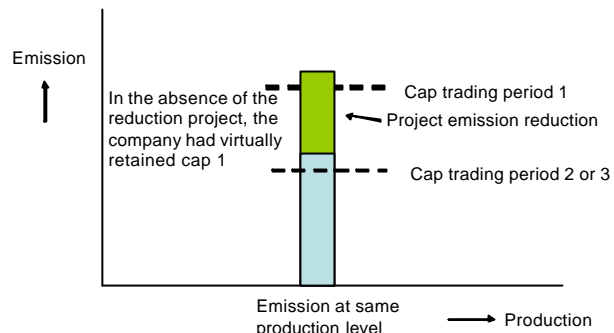 Emission
In the absence of the
reduction project, the
company had virtually
retained cap 1
Cap trading period 1
Project emission reduction
Cap trading period 2 or 3
Emission at same
production level
Production